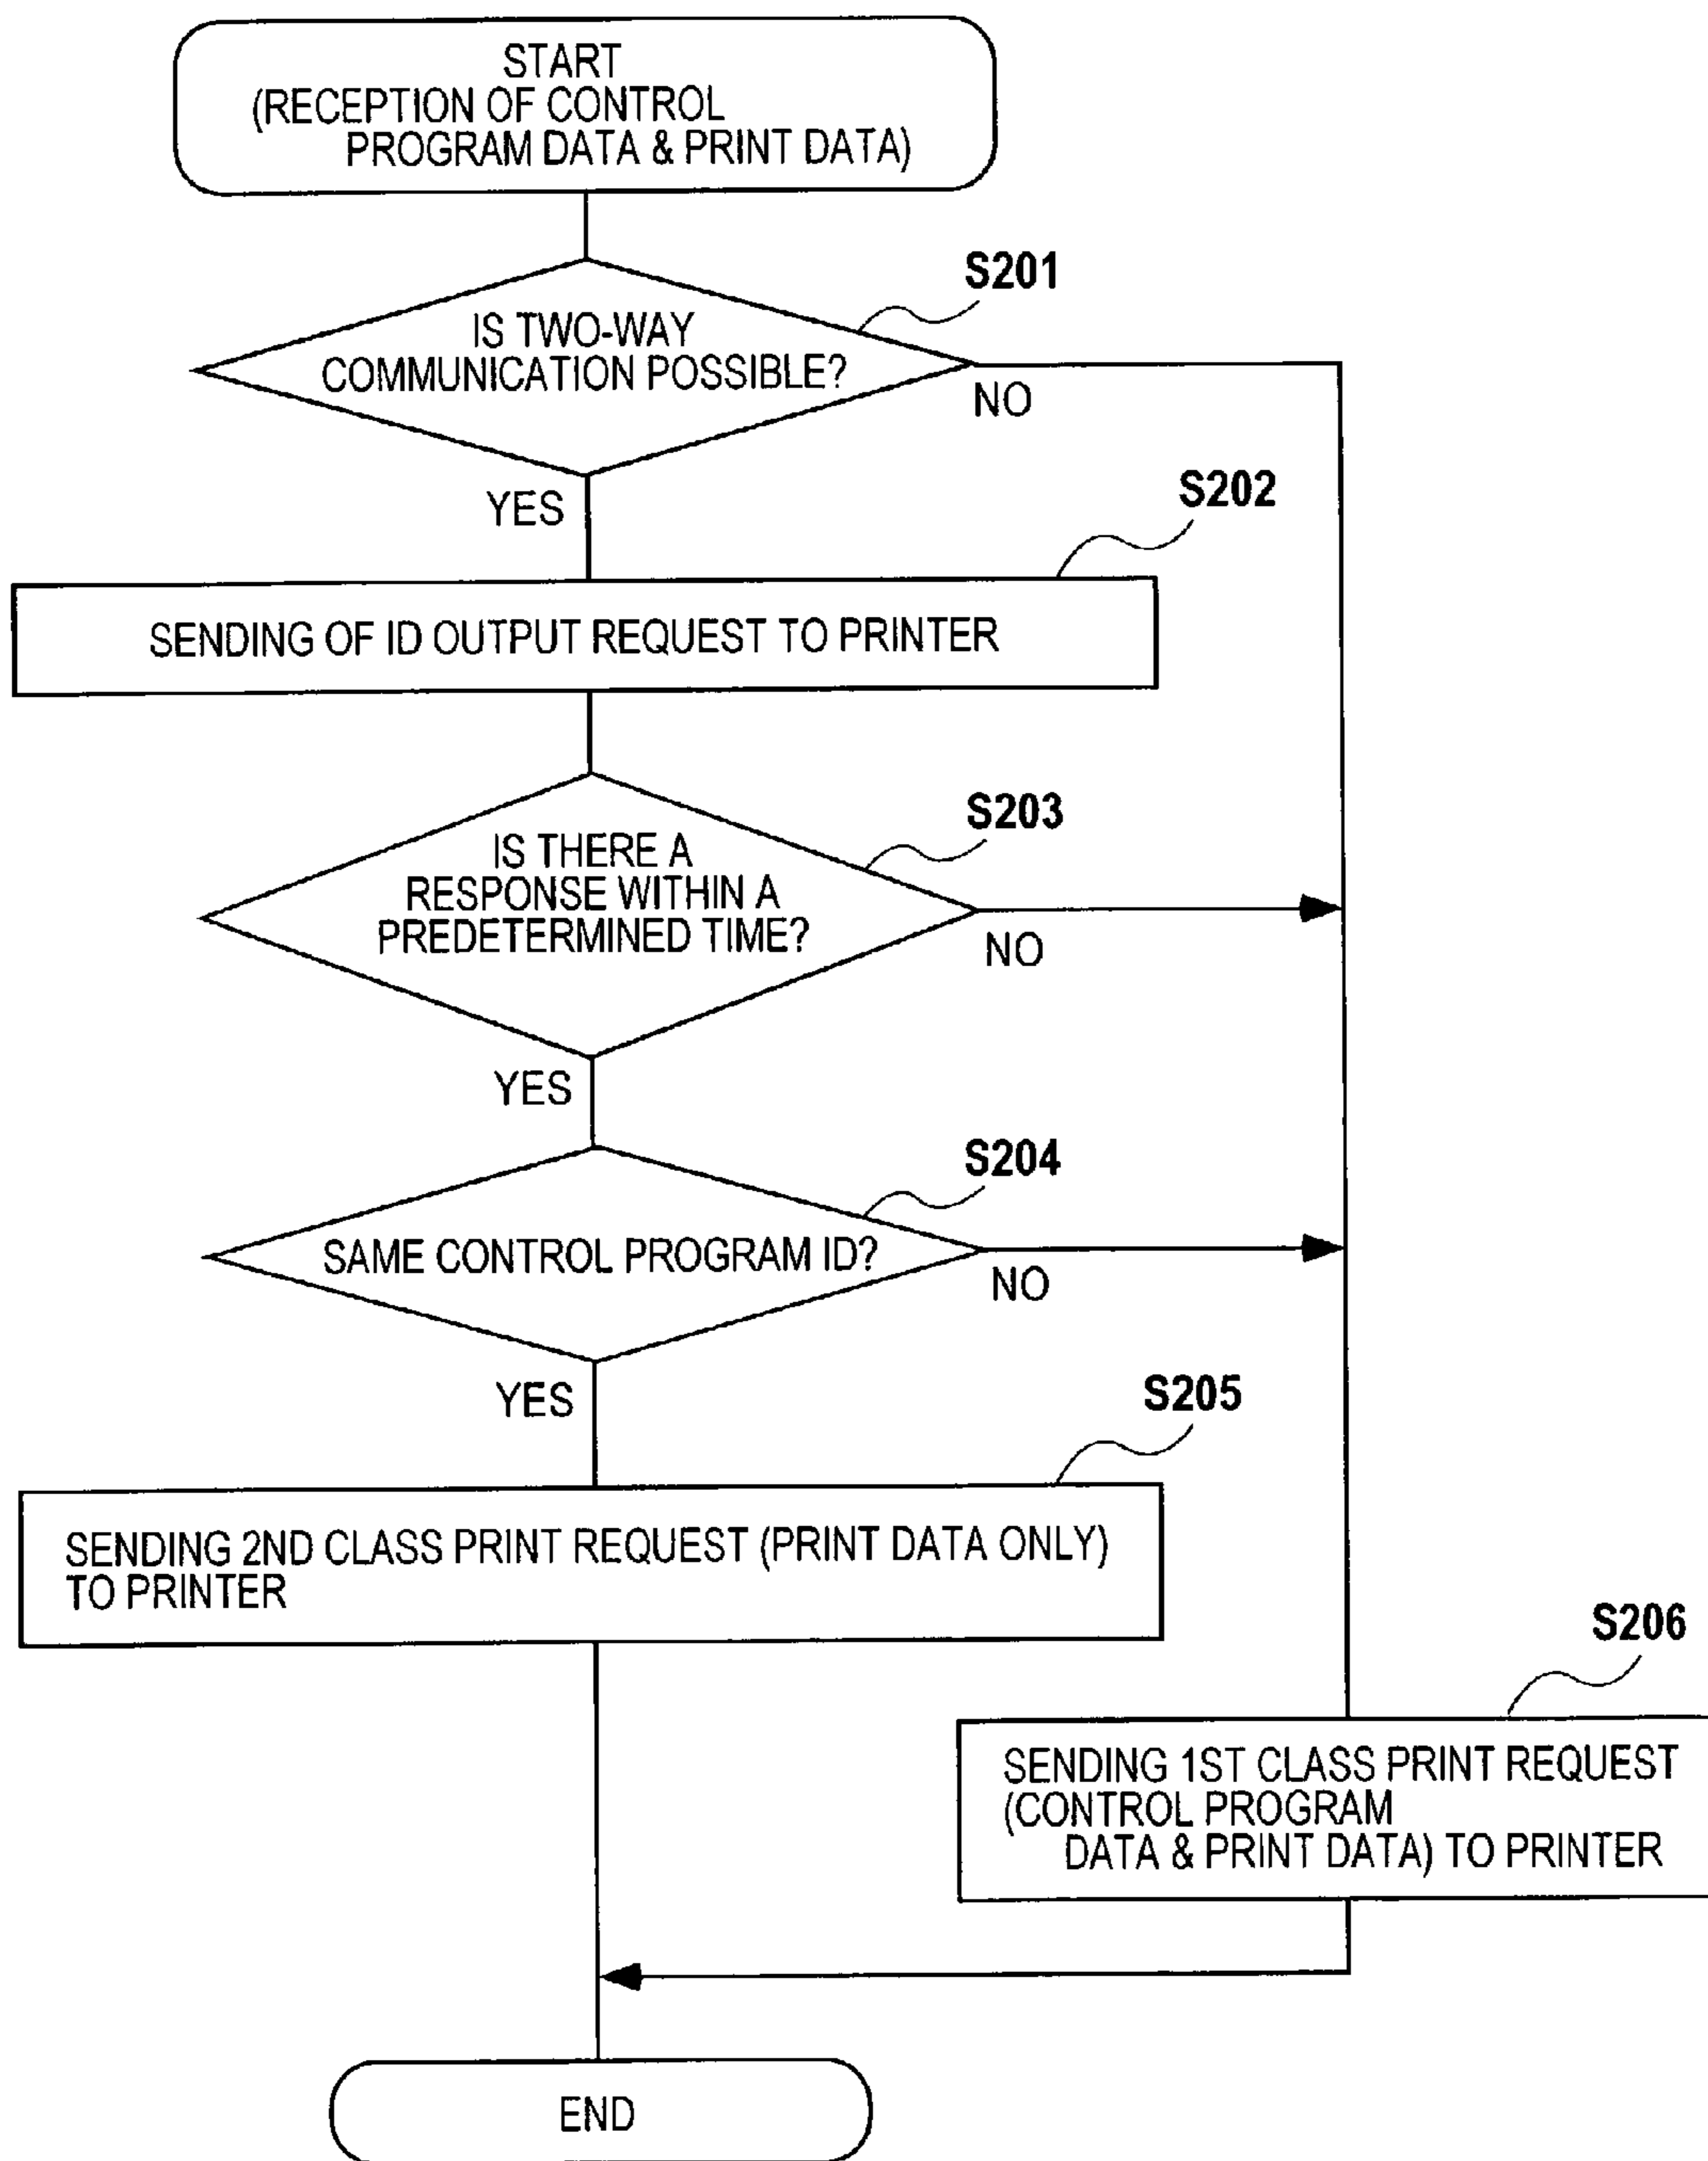 START
(RECEPTION OF CONTROL
PROGRAM DATA & PRINT DATA)
S201
IS TWO-WAY
COMMUNICATION POSSIBLE?
NO
YES
S202
SENDING OF ID OUTPUT REQUEST TO PRINTER
S203
IS THERE A
RESPONSE WITHIN A
PREDETERMINED TIME?
NO
YES
S204
SAME CONTROL PROGRAM ID?
NO
YES
S205
SENDING 2ND CLASS PRINT REQUEST (PRINT DATA ONLY)
TO PRINTER
S206
SENDING 1ST CLASS PRINT REQUEST
(CONTROL PROGRAM
DATA & PRINT DATA) TO PRINTER
END